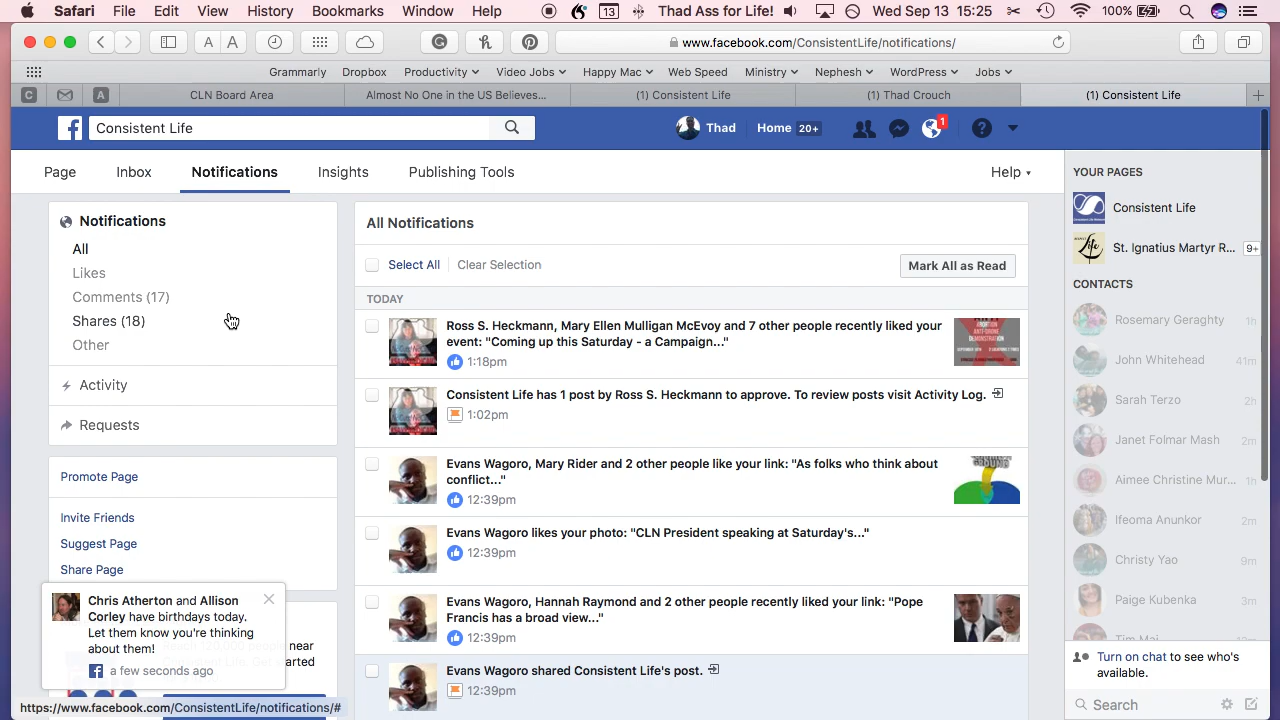 Safari File Edit View History Bookmarks Window Help 13 Thad Ass for Life! Wed Sep 13 15:25 100%
A A www.facebook.com/ConsistentLife/notifications/
Grammarly Dropbox Productivity Video Jobs Happy Mac Web Speed Ministry Nephesh WordPress Jobs
C A CLN Board Area Almost No One in the US Believes... (1) Consistent Life (1) Thad Crouch (1) Consistent Life
Consistent Life Thad Home 20+ 1
Page Inbox Notifications Insights Publishing Tools Help
Notifications
All
Likes
Comments (17)
Shares (18)
Other
Activity
Requests
Promote Page
Invite Friends
Suggest Page
Share Page
near
arted
Chris Atherton and Allison
Corley have birthdays today.
Let them know you're thinking
about them!
a few seconds ago
https://www.facebook.com/ConsistentLife/notifications/#
All Notifications
Select All Clear Selection Mark All as Read
TODAY
Ross S. Heckmann, Mary Ellen Mulligan McEvoy and 7 other people recently liked your
event: "Coming up this Saturday - a Campaign..."
1:18pm
Consistent Life has 1 post by Ross S. Heckmann to approve. To review posts visit Activity Log.
1:02pm
Evans Wagoro, Mary Rider and 2 other people like your link: "As folks who think about
conflict..."
12:39pm
Evans Wagoro likes your photo: "CLN President speaking at Saturday's..."
12:39pm
Evans Wagoro, Hannah Raymond and 2 other people recently liked your link: "Pope
Francis has a broad view..."
12:39pm
Evans Wagoro shared Consistent Life's post.
12:39pm
YOUR PAGES
Consistent Life
St. Ignatius Martyr R... 9+
CONTACTS
Rosemary Geraghty 1h
John Whitehead 41m
Sarah Terzo 2h
Janet Folmar Mash 2m
Aimee Christine Mur... 1h
Ifeoma Anunkor 2m
Christy Yao 9m
Paige Kubenka 3m
Turn on chat to see who's
available.
Search